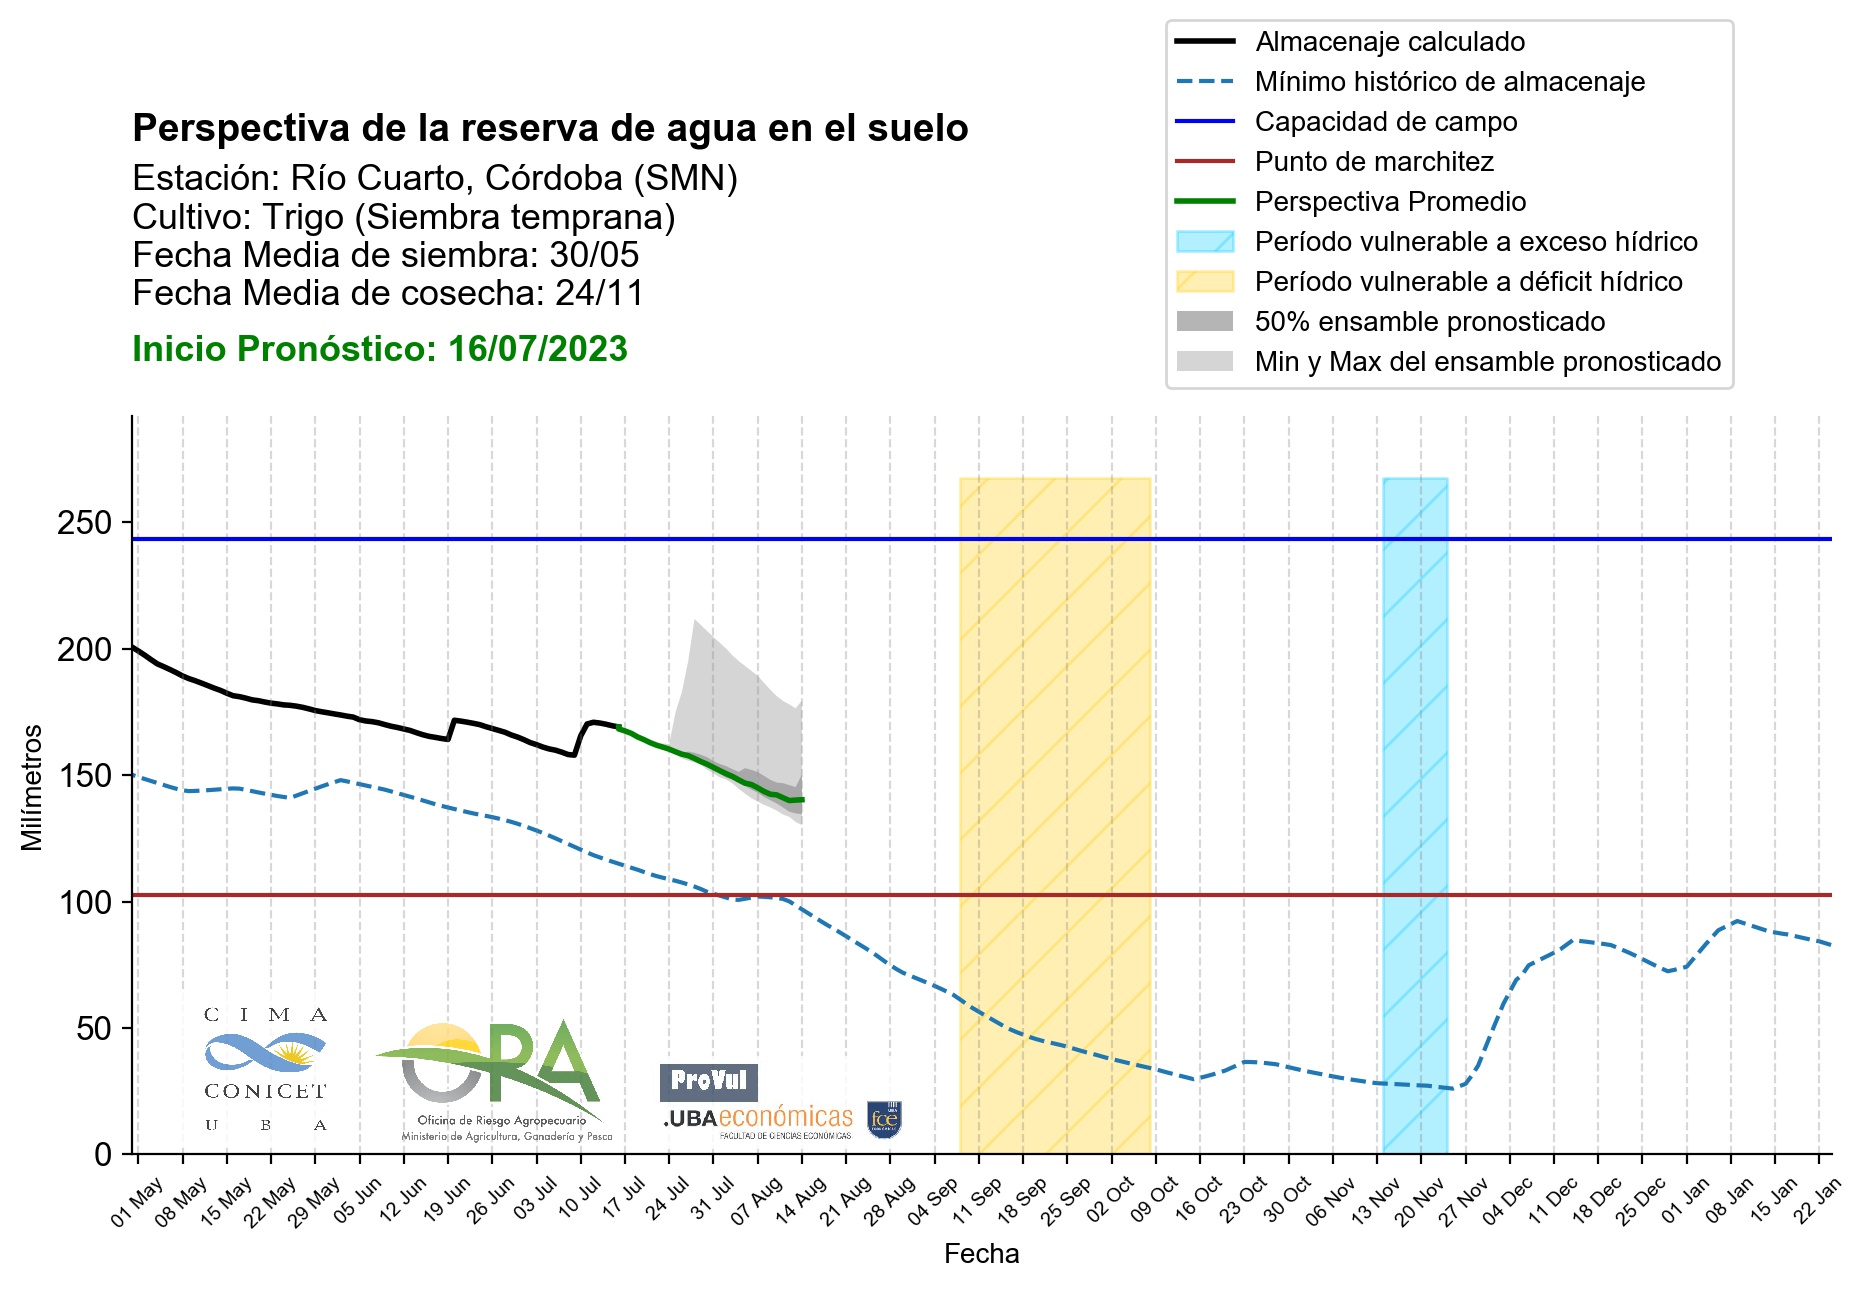 Almacenaje calculado
Mínimo histórico de almacenaje
Capacidad de campo
Punto de marchitez
Perspectiva Promedio
Período vulnerable a exceso hídrico
Período vulnerable a déficit hídrico
50% ensamble pronosticado
Min y Max del ensamble pronosticado
Perspectiva de la reserva de agua en el suelo
Estación: Río Cuarto, Córdoba (SMN)
Cultivo: Trigo (Siembra temprana)
Fecha Media de siembra: 30/05
Fecha Media de cosecha: 24/11
Inicio Pronóstico: 16/07/2023
Milímetros
250
200
150
100
50
0
CIMA
CONICET
UBA
ORA
Oficina de Riesgo Agropecuario
Ministerio de Agricultura, Ganadería y Pesca
ProVul
.UBAeconómicas
FACULTAD DE CIENCIAS ECONÓMICAS
fce
01 May
08 May
15 May
22 May
29 May
05 Jun
12 Jun
19 Jun
26 Jun
03 Jul
10 Jul
17 Jul
24 Jul
31 Jul
07 Aug
14 Aug
21 Aug
28 Aug
04 Sep
11 Sep
18 Sep
25 Sep
02 Oct
09 Oct
16 Oct
23 Oct
30 Oct
06 Nov
13 Nov
20 Nov
27 Nov
04 Dec
11 Dec
18 Dec
25 Dec
01 Jan
08 Jan
15 Jan
22 Jan
Fecha